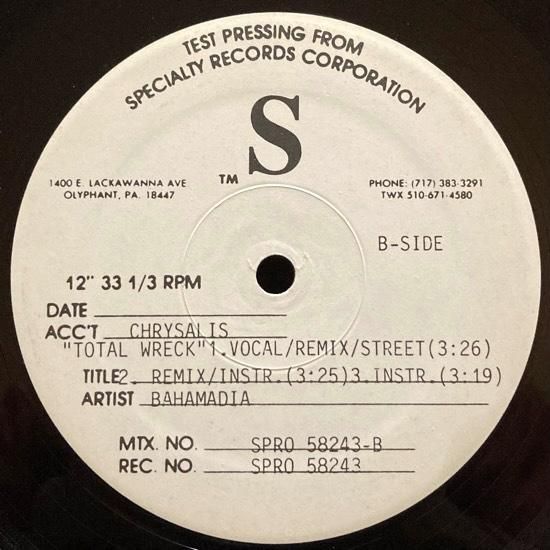 TEST PRESSING FROM
SPECIALTY RECORDS CORPORATION
S
TM
1400 E. LACKAWANNA AVE
OLYPHANT, PA. 18447
PHONE: (717) 383-3291
TWX 510-671-4580
B-SIDE
12" 33 1/3 RPM
DATE
ACC'T CHRYSALIS
"TOTAL WRECK"1.VOCAL/REMIX/STREET(3:26)
TITLE2. REMIX/INSTR.(3:25)3.INSTR.(3:19)
ARTIST BAHAMADIA
MTX. NO. SPRO 58243-B
REC. NO. SPRO 58243